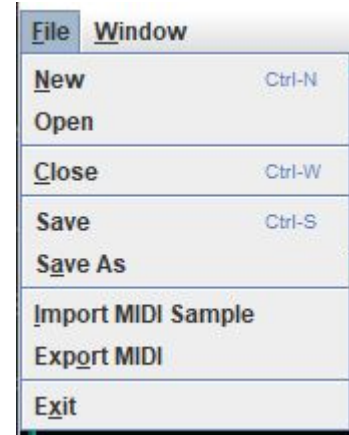 File Window
New Ctrl-N
Open
Close Ctrl-W
Save Ctrl-S
Save As
Import MIDI Sample
Export MIDI
Exit